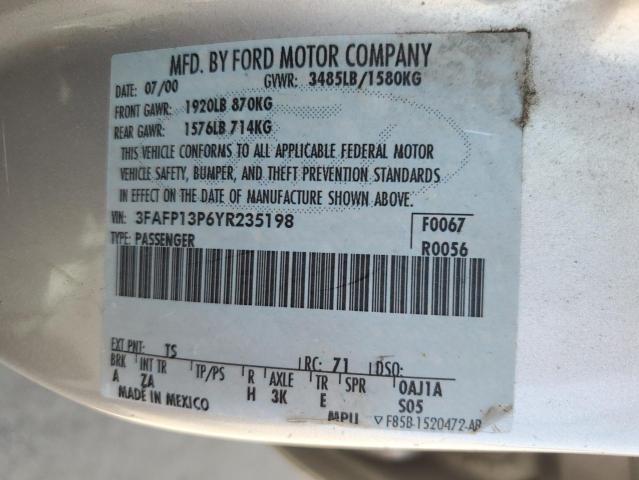 MFD. BY FORD MOTOR COMPANY
DATE: 07/00 GVWR: 3485LB/1580KG
FRONT GAWR: 1920LB 870KG
REAR GAWR: 1576LB 714KG
THIS VEHICLE CONFORMS TO ALL APPLICABLE FEDERAL MOTOR
VEHICLE SAFETY, BUMPER, AND THEFT PREVENTION STANDARDS
IN EFFECT ON THE DATE OF MANUFACTURE SHOWN ABOVE.
VIN: 3FAFP13P6YR235198 F0067
TYPE: PASSENGER R0056
EXT PNT: TS RC: 71 DSO:
BRK INT TR TP/PS R AXLE TR SPR 0AJ1A
A ZA H 3K E S05
MADE IN MEXICO MPU ▽ F85B-1520472-AB